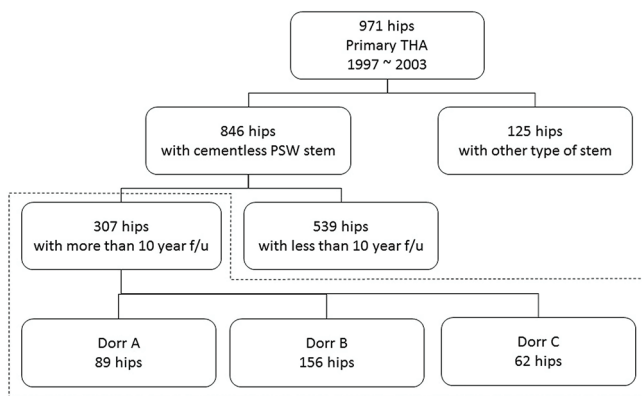 971 hips
Primary THA
1997 ~ 2003
846 hips
with cementless PSW stem
125 hips
with other type of stem
307 hips
with more than 10 year f/u
539 hips
with less than 10 year f/u
Dorr A
89 hips
Dorr B
156 hips
Dorr C
62 hips